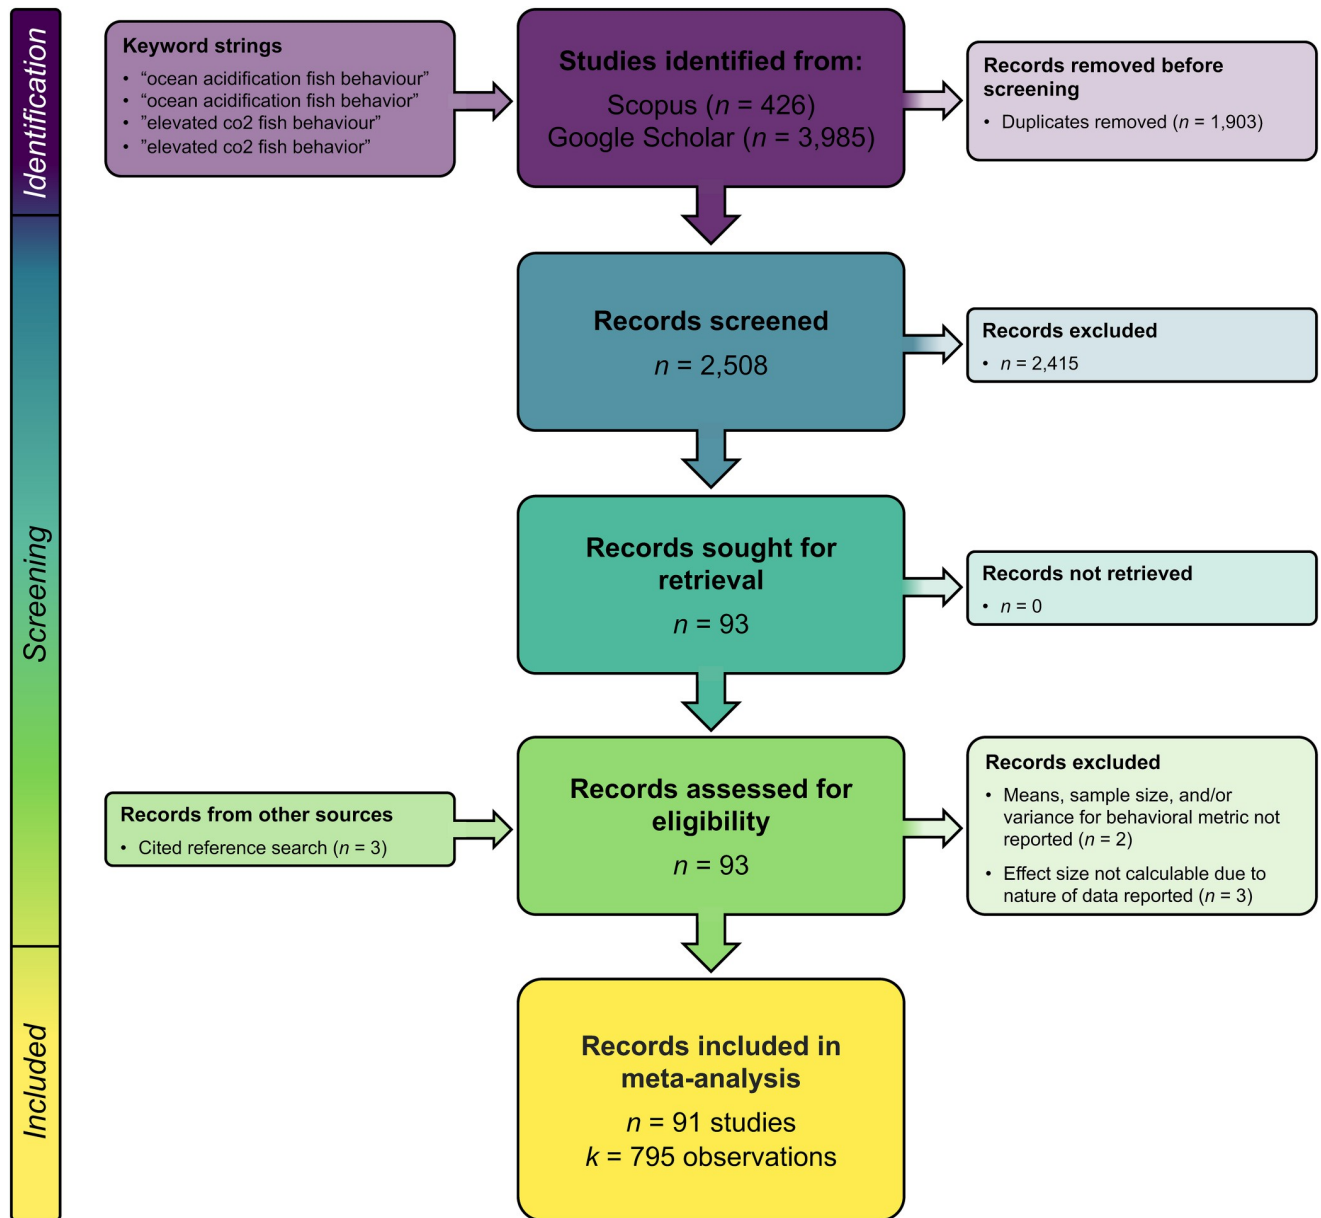 Identification
Keyword strings
• “ocean acidification fish behaviour”
• “ocean acidification fish behavior”
• ”elevated co2 fish behaviour”
• ”elevated co2 fish behavior”
Studies identified from:
Scopus (n = 426)
Google Scholar (n = 3,985)
Records removed before
screening
• Duplicates removed (n = 1,903)
Screening
Records screened
n = 2,508
Records excluded
• n = 2,415
Records sought for
retrieval
n = 93
Records not retrieved
• n = 0
Records from other sources
• Cited reference search (n = 3)
Records assessed for
eligibility
n = 93
Records excluded
• Means, sample size, and/or
variance for behavioral metric not
reported (n = 2)
• Effect size not calculable due to
nature of data reported (n = 3)
Included
Records included in
meta-analysis
n = 91 studies
k = 795 observations